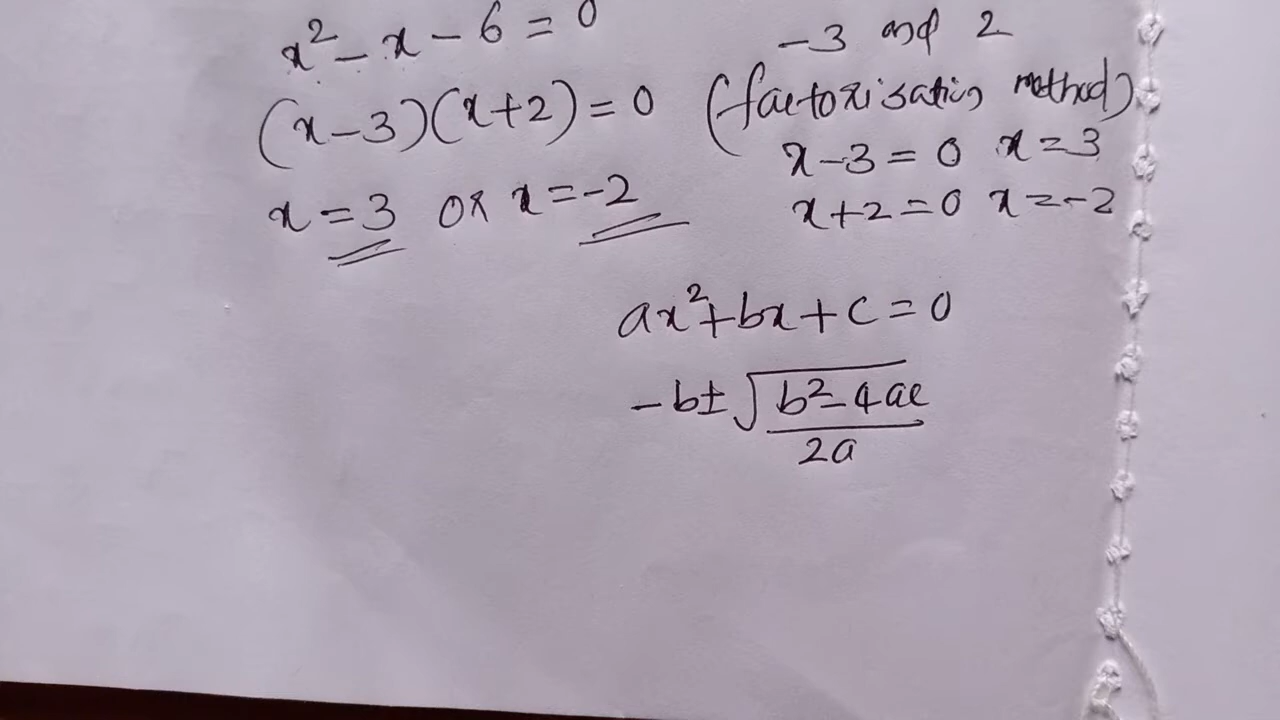 x² - x - 6 = 0
-3 and 2
(x-3)(x+2) = 0 (factorisation method)
x-3 = 0 x = 3
x = 3 or x = -2
x+2 = 0 x = -2
ax²+bx+c = 0
-b± √b²-4ac
2a